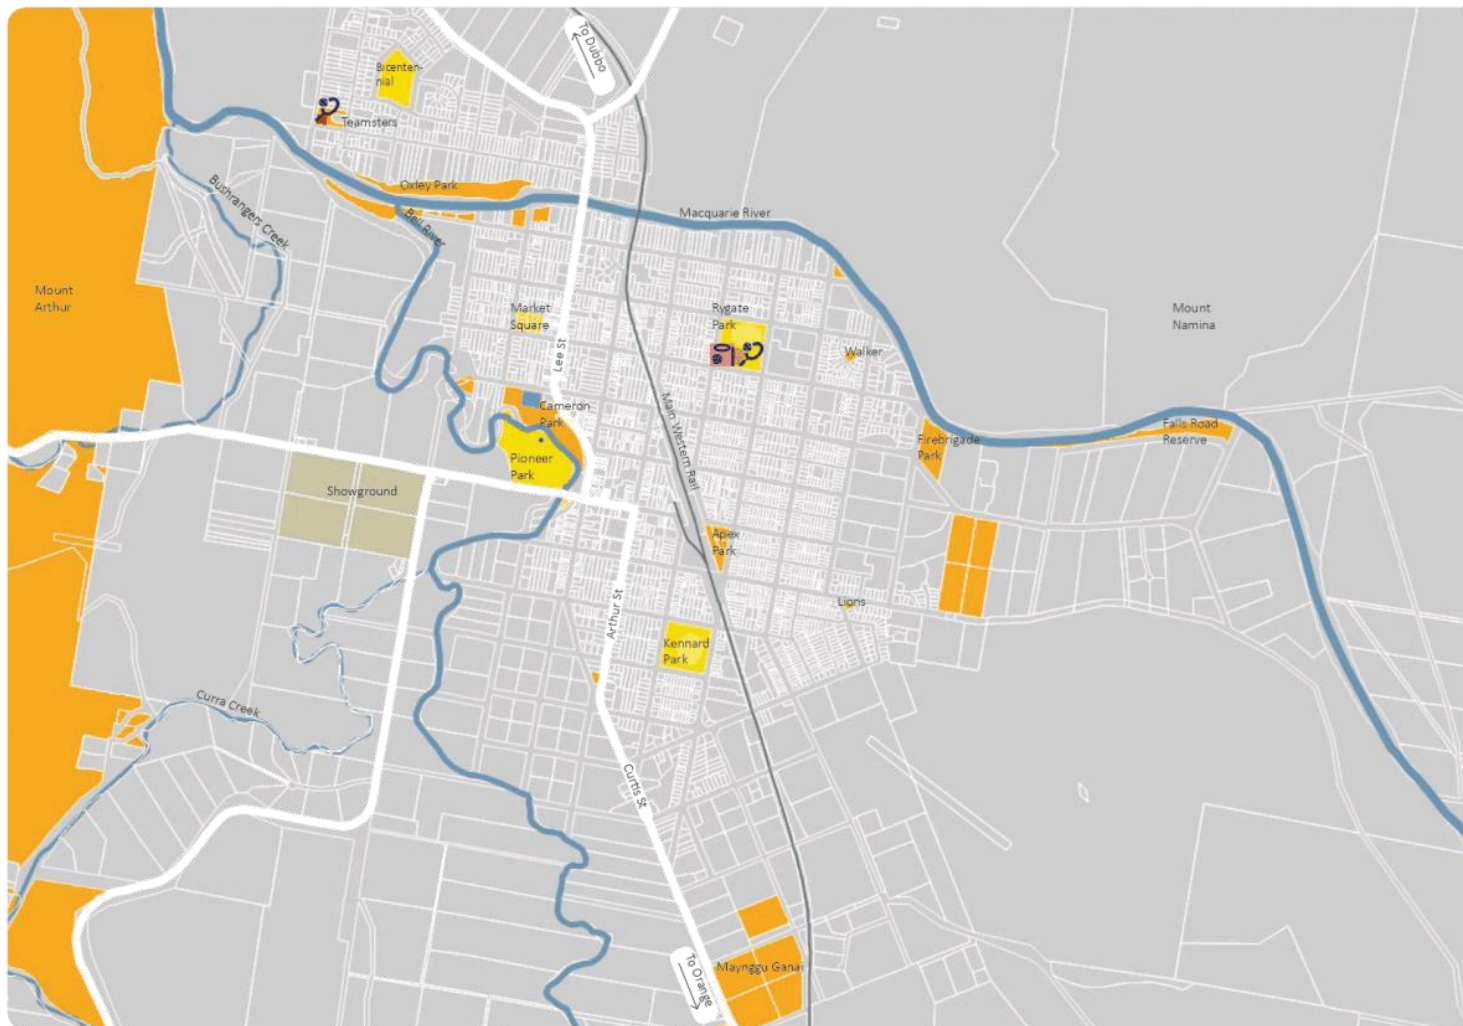 To Dubbo
Bicenten-
nial
Teamsters
Oxley Park
Bushrangers Creek
Bell River
Macquarie River
Mount
Arthur
Market
Square
Lee St
Rygate
Park
Mount
Namina
Walker
Main Western Rail
Cameron
Park
Pioneer
Park
Firebrigade
Park
Falls Road
Reserve
Showground
Apex
Park
Arthur St
Lions
Kennard
Park
Curra Creek
Curtis St
To Orange
Maynggu Ganai